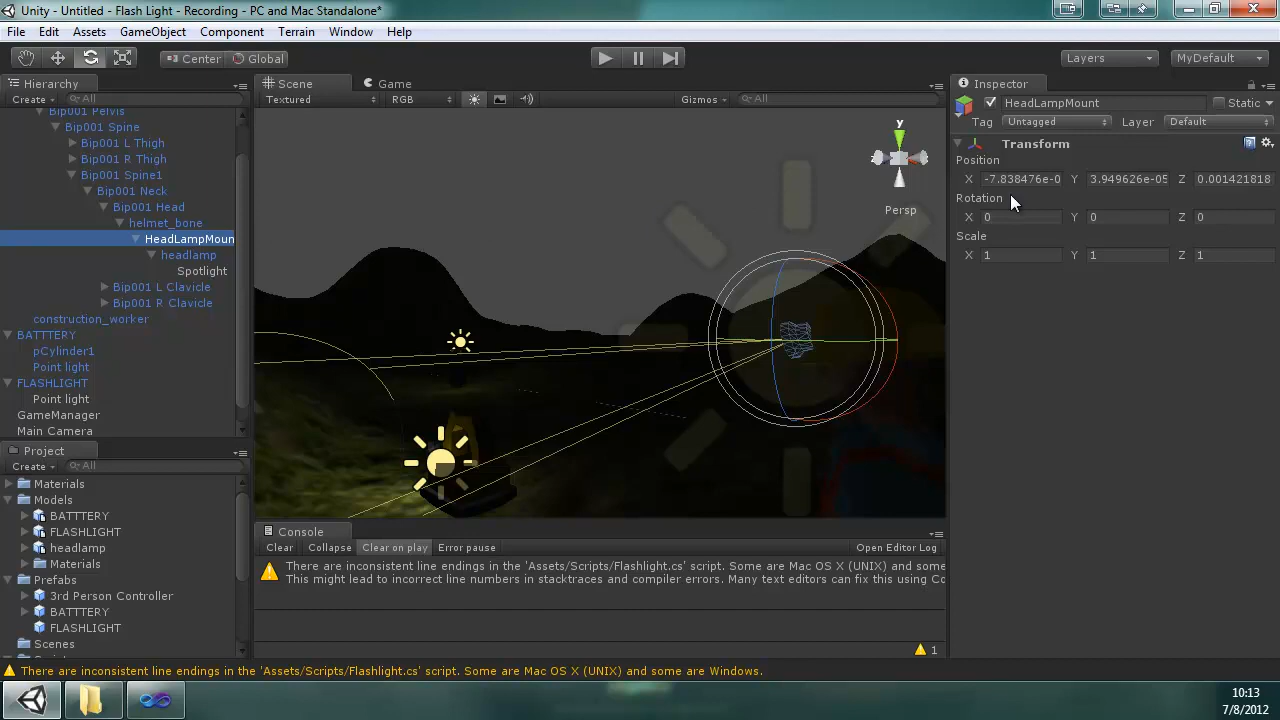 Unity - Untitled - Flash Light - Recording - PC and Mac Standalone*
File Edit Assets GameObject Component Terrain Window Help
Center Global Layers MyDefault
Hierarchy
Create All
Bip001 Pelvis
Bip001 Spine
Bip001 L Thigh
Bip001 R Thigh
Bip001 Spine1
Bip001 Neck
Bip001 Head
helmet_bone
HeadLampMoun
headlamp
Spotlight
Bip001 L Clavicle
Bip001 R Clavicle
construction_worker
BATTTERY
pCylinder1
Point light
FLASHLIGHT
Point light
GameManager
Main Camera
Project
Create All
Materials
Models
BATTTERY
FLASHLIGHT
headlamp
Materials
Prefabs
3rd Person Controller
BATTTERY
FLASHLIGHT
Scenes
Scene Game
Textured RGB Gizmos All
y
Persp
Console
Clear Collapse Clear on play Error pause Open Editor Log
There are inconsistent line endings in the 'Assets/Scripts/Flashlight.cs' script. Some are Mac OS X (UNIX) and some
This might lead to incorrect line numbers in stacktraces and compiler errors. Many text editors can fix this using Co
1
Inspector
HeadLampMount Static
Tag Untagged Layer Default
Transform
Position
X -7.838476e-0 Y 3.949626e-05 Z 0.001421818
Rotation
X 0 Y 0 Z 0
Scale
X 1 Y 1 Z 1
There are inconsistent line endings in the 'Assets/Scripts/Flashlight.cs' script. Some are Mac OS X (UNIX) and some are Windows.
10:13
7/8/2012